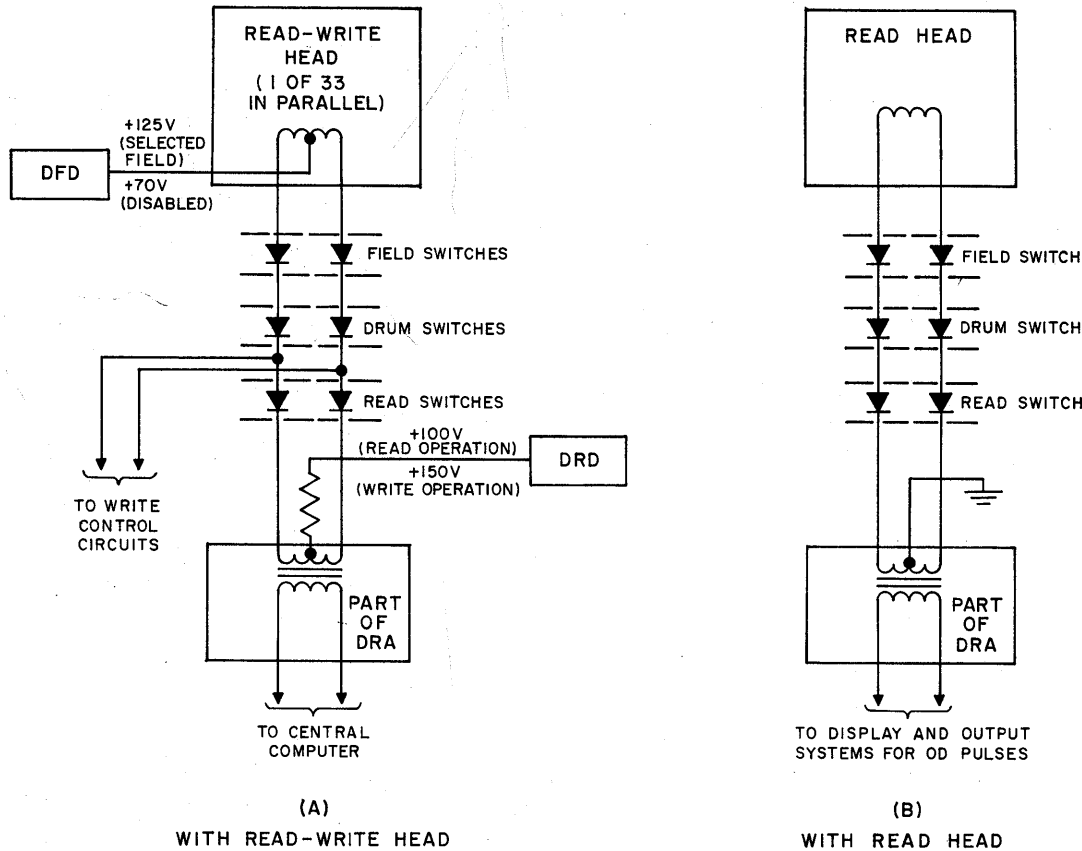 READ-WRITE
HEAD
(1 OF 33
IN PARALLEL)
+125V
(SELECTED
FIELD)
DFD
+70V
(DISABLED)
FIELD SWITCHES
DRUM SWITCHES
READ SWITCHES
+100V
(READ OPERATION)
DRD
+150V
(WRITE OPERATION)
TO WRITE
CONTROL
CIRCUITS
PART
OF
DRA
TO CENTRAL
COMPUTER
(A)
WITH READ-WRITE HEAD
READ HEAD
FIELD SWITCH
DRUM SWITCH
READ SWITCH
PART
OF
DRA
TO DISPLAY AND OUTPUT
SYSTEMS FOR OD PULSES
(B)
WITH READ HEAD